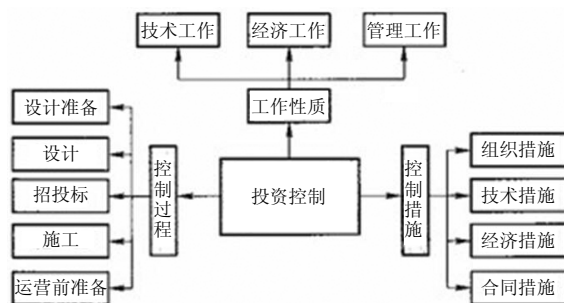 技术工作
经济工作
管理工作
工作性质
设计准备
设计
招投标
施工
运营前准备
控制过程
投资控制
控制措施
组织措施
技术措施
经济措施
合同措施